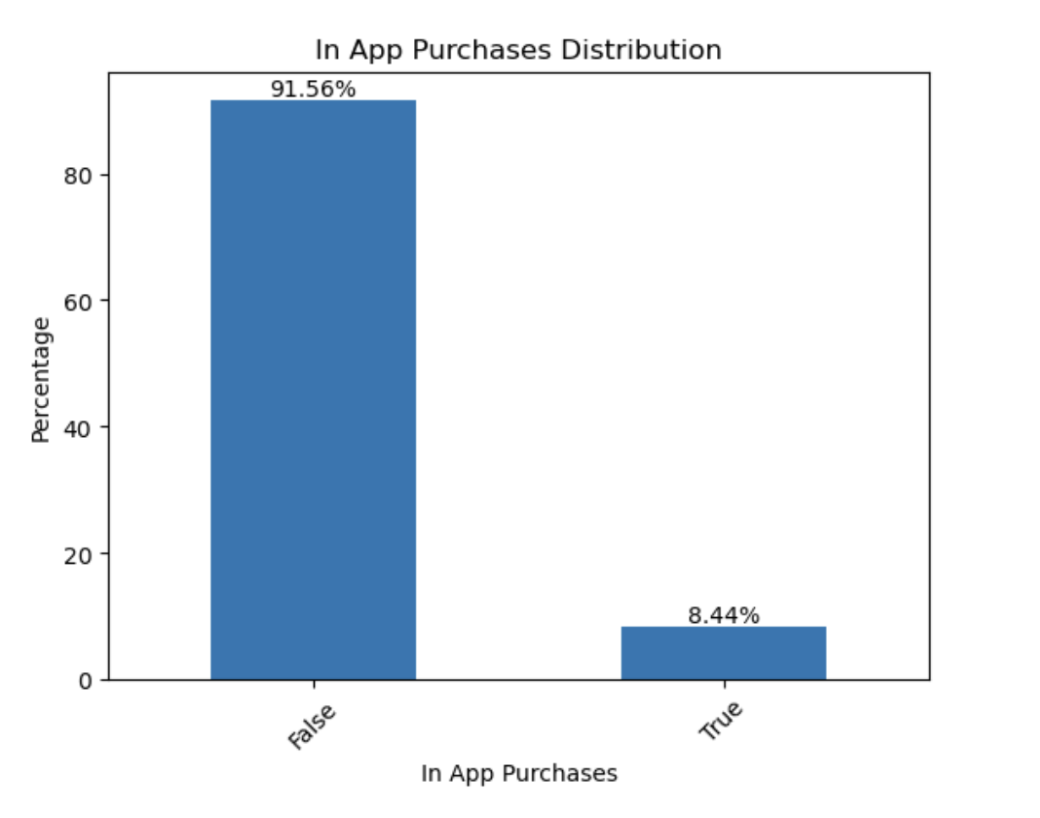 In App Purchases Distribution
91.56%
80
60
40
20
0
Percentage
8.44%
False
True
In App Purchases